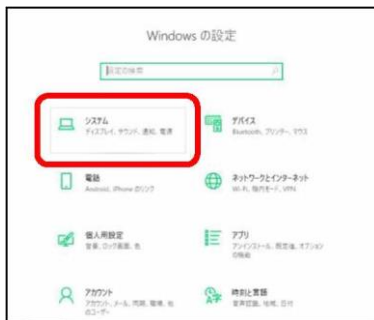 Windows の設定
設定の検索
システム
ディスプレイ、サウンド、通知、電源
デバイス
Bluetooth、プリンター、マウス
電話
Android, iPhone のリンク
ネットワークとインターネット
Wi-Fi、機内モード、VPN
個人用設定
背景、ロック画面、色
アプリ
アンインストール、既定値、オプション
の機能
アカウント
アカウント、メール、同期、職場、他
のユーザー
時刻と言語
音声認識、地域、日付